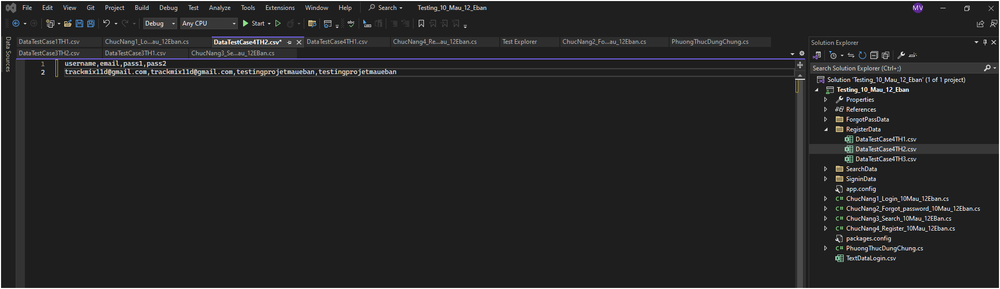 File Edit View Git Project Build Debug Test Analyze Tools Extensions Window Help Search Testing_10_Mau_12_Eban MV
Debug Any CPU Start
Data Sources
DataTestCase1TH1.csv ChucNang1_Lo...au_12Eban.cs DataTestCase4TH2.csv* DataTestCase4TH1.csv ChucNang4_Re...au_12Eban.cs Test Explorer ChucNang2_Fo...au_12Eban.cs PhuongThucDungChung.cs
DataTestCase3TH2.csv DataTestCase3TH1.csv ChucNang3_Se...au_12EBan.cs
1 username,email,pass1,pass2
2 trackmix11d@gmail.com,trackmix11d@gmail.com,testingprojetmaueban,testingprojetmaueban
Solution Explorer
Search Solution Explorer (Ctrl+;)
Solution 'Testing_10_Mau_12_Eban' (1 of 1 project)
Testing_10_Mau_12_Eban
Properties
References
ForgotPassData
RegisterData
DataTestCase4TH1.csv
DataTestCase4TH2.csv
DataTestCase4TH3.csv
SearchData
SigninData
app.config
C# ChucNang1_Login_10Mau_12Eban.cs
C# ChucNang2_Forgot_password_10Mau_12Eban.cs
C# ChucNang3_Search_10Mau_12EBan.cs
C# ChucNang4_Register_10Mau_12Eban.cs
packages.config
C# PhuongThucDungChung.cs
TextDataLogin.csv